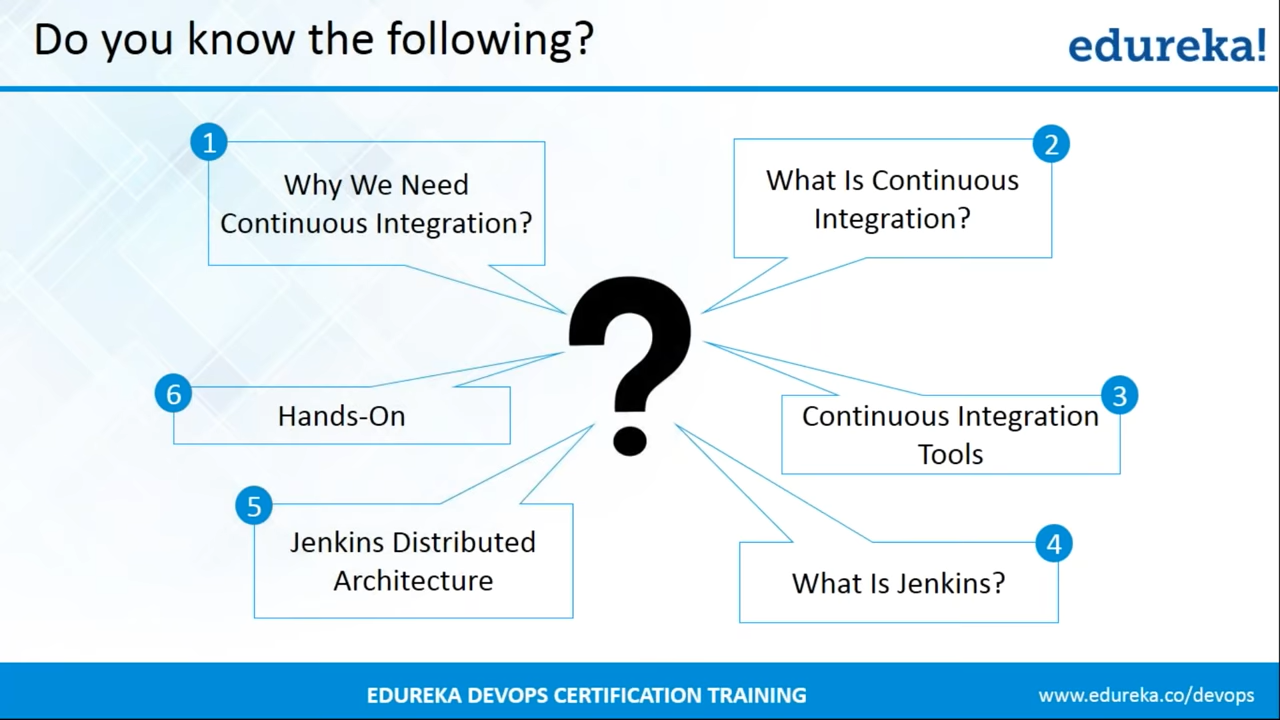 Do you know the following?
edureka!
1
Why We Need
Continuous Integration?
2
What Is Continuous
Integration?
3
Continuous Integration
Tools
4
What Is Jenkins?
5
Jenkins Distributed
Architecture
6
Hands-On
?
EDUREKA DEVOPS CERTIFICATION TRAINING
www.edureka.co/devops